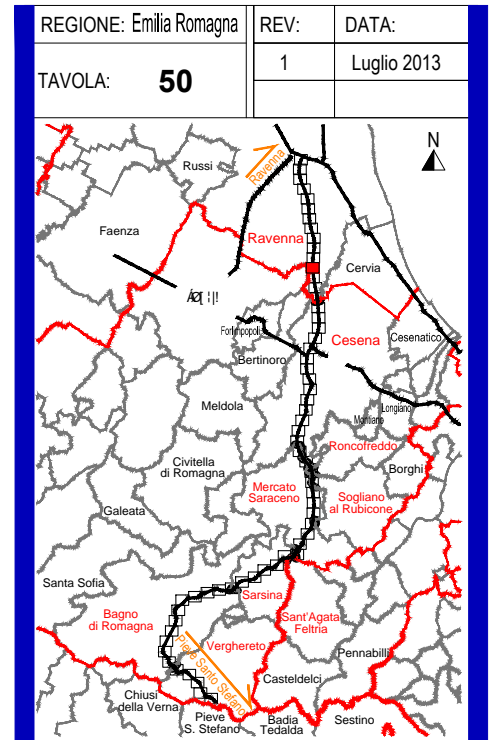 REGIONE: Emilia Romagna
REV:
DATA:
TAVOLA: 50
1
Luglio 2013
N
Russi
Ravenna
Faenza
Ravenna
Cervia
Forlimpopoli
Cesena
Cesenatico
Bertinoro
Meldola
Longiano
Montiano
Roncofreddo
Civitella
di Romagna
Borghi
Mercato
Saraceno
Sogliano
al Rubicone
Galeata
Santa Sofia
Sarsina
Bagno
di Romagna
Sant'Agata
Feltria
Verghereto
Pieve Santo Stefano
Pennabilli
Casteldelci
Chiusi
della Verna
Pieve
S. Stefano
Badia
Tedalda
Sestino